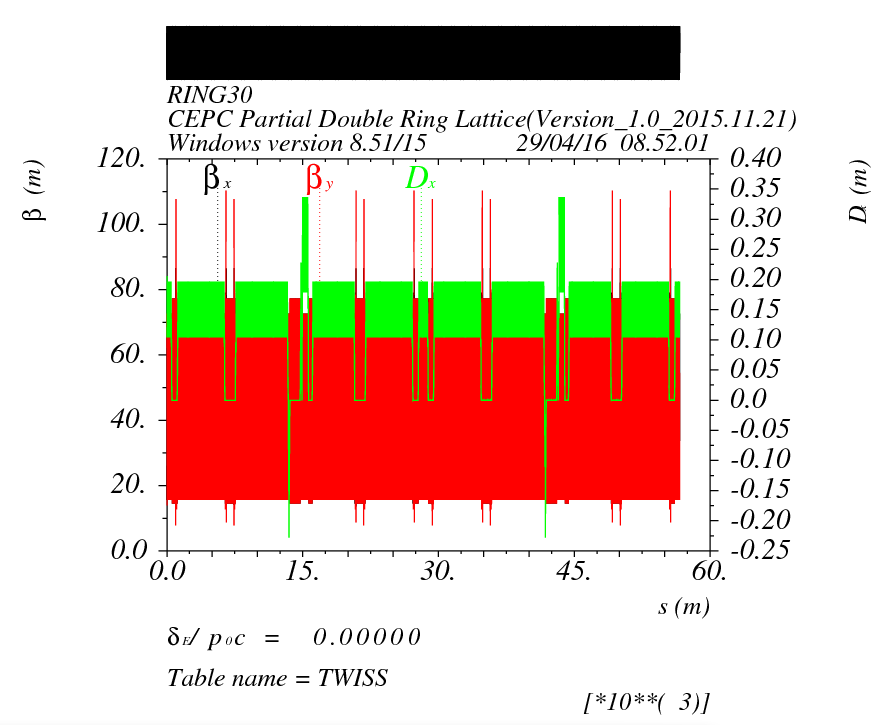 RING30
CEPC Partial Double Ring Lattice(Version_1.0_2015.11.21)
Windows version 8.51/15 29/04/16 08.52.01
β (m)
120.
100.
80.
60.
40.
20.
0.0
βx βy Dx
0.40
0.35
0.30
0.25
0.20
0.15
0.10
0.05
0.0
-0.05
-0.10
-0.15
-0.20
-0.25
Dx (m)
0.0 15. 30. 45. 60.
s (m)
δE/ p0c = 0.00000
Table name = TWISS
[*10**( 3)]